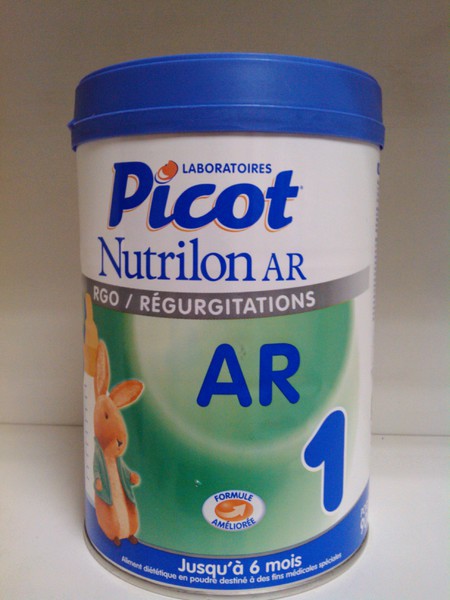 LABORATOIRES
Picot
Nutrilon AR
RGO / RÉGURGITATIONS
AR
1
FORMULE
AMÉLIORÉE
Jusqu'à 6 mois
Aliment diététique en poudre destiné à des fins médicales spéciales